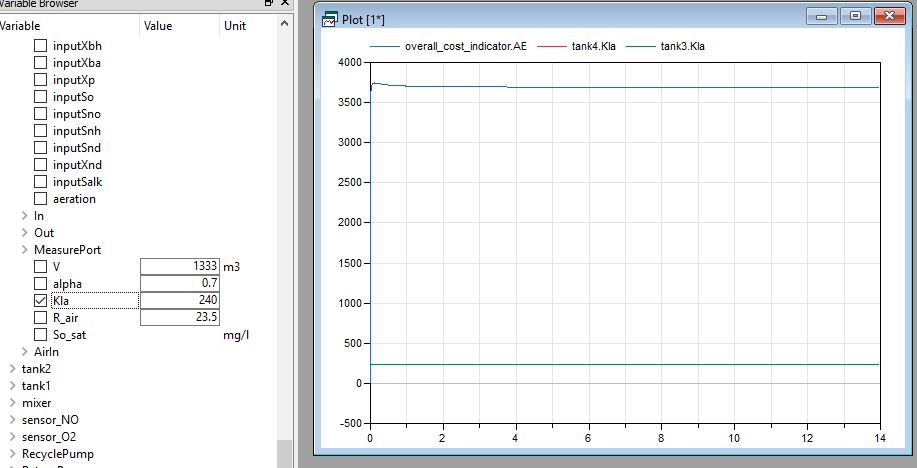 Variable Browser
Variable Value Unit
inputXbh
inputXba
inputXp
inputSo
inputSno
inputSnh
inputSnd
inputXnd
inputSalk
aeration
In
Out
MeasurePort
V 1333 m3
alpha 0.7
Kla 240
R_air 23.5
So_sat mg/l
AirIn
tank2
tank1
mixer
sensor_NO
sensor_O2
RecyclePump
Plot [1*]
overall_cost_indicator.AE tank4.Kla tank3.Kla
4000
3500
3000
2500
2000
1500
1000
500
0
-500
0 2 4 6 8 10 12 14